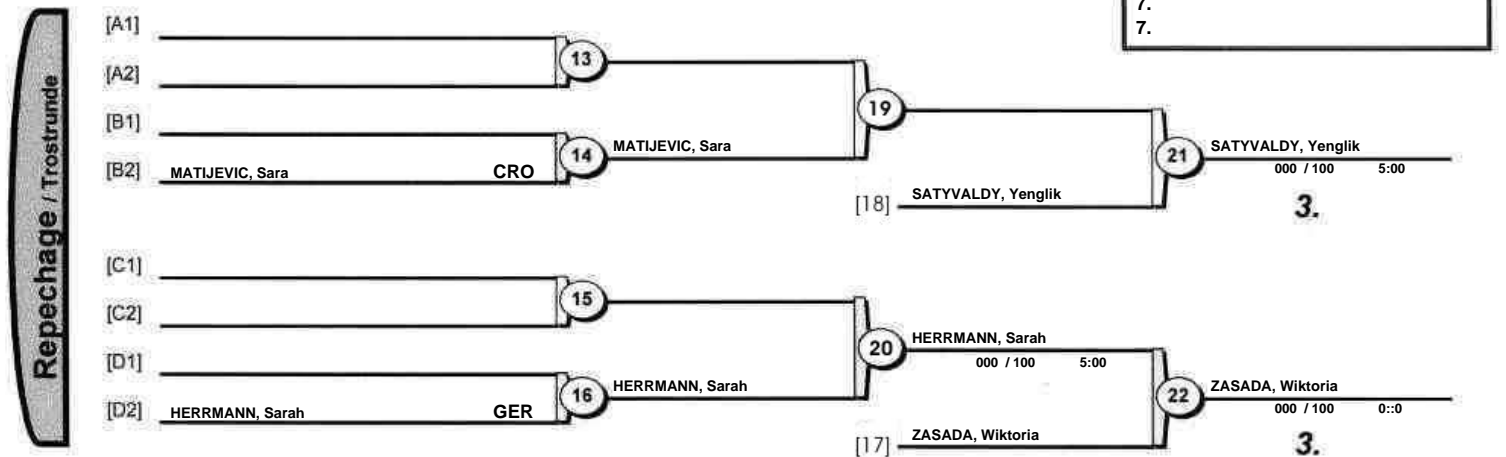 7.
7.
Repechage / Trostrunde
[A1]
13
[A2]
19
[B1]
MATIJEVIC, Sara
14
21
SATYVALDY, Yenglik
[B2] MATIJEVIC, Sara CRO
000 / 100 5:00
[18] SATYVALDY, Yenglik
3.
[C1]
15
[C2]
HERRMANN, Sarah
20
000 / 100 5:00
[D1]
HERRMANN, Sarah
16
22
ZASADA, Wiktoria
[D2] HERRMANN, Sarah GER
000 / 100 0::0
[17] ZASADA, Wiktoria
3.